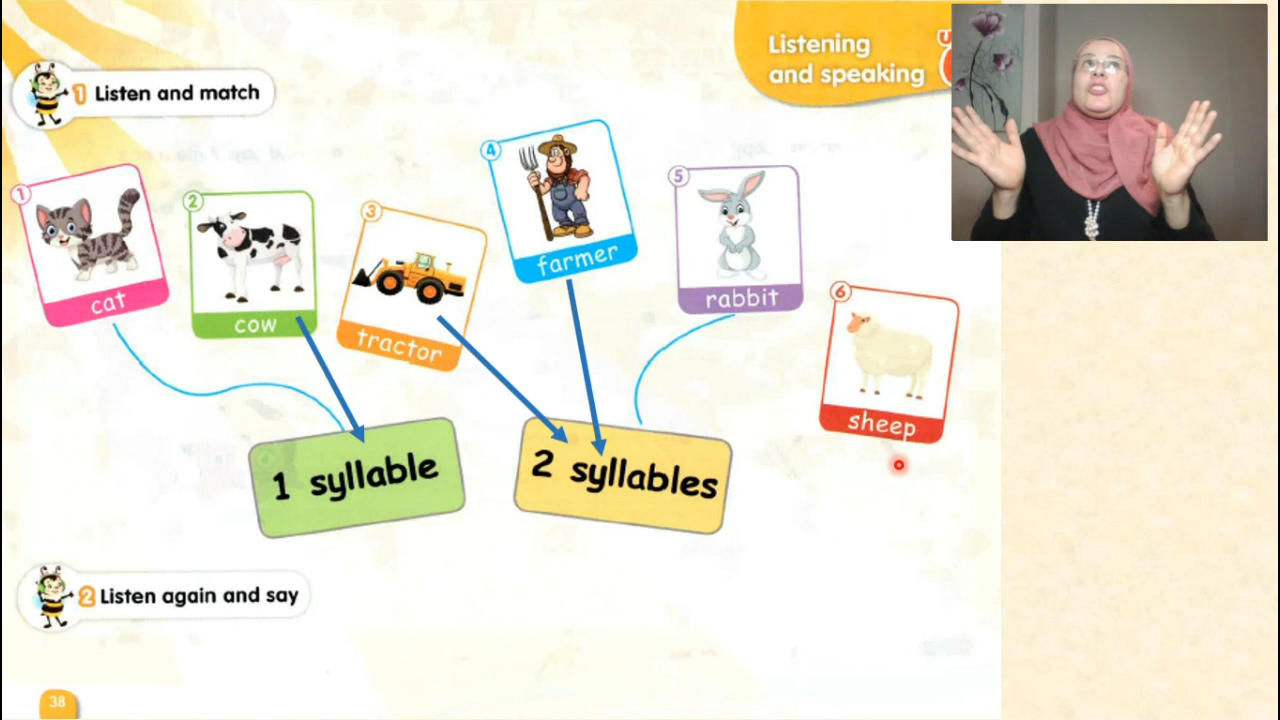 Listening
and speaking
1 Listen and match
1
cat
2
cow
3
tractor
4
farmer
5
rabbit
6
sheep
1 syllable
2 syllables
2 Listen again and say
38